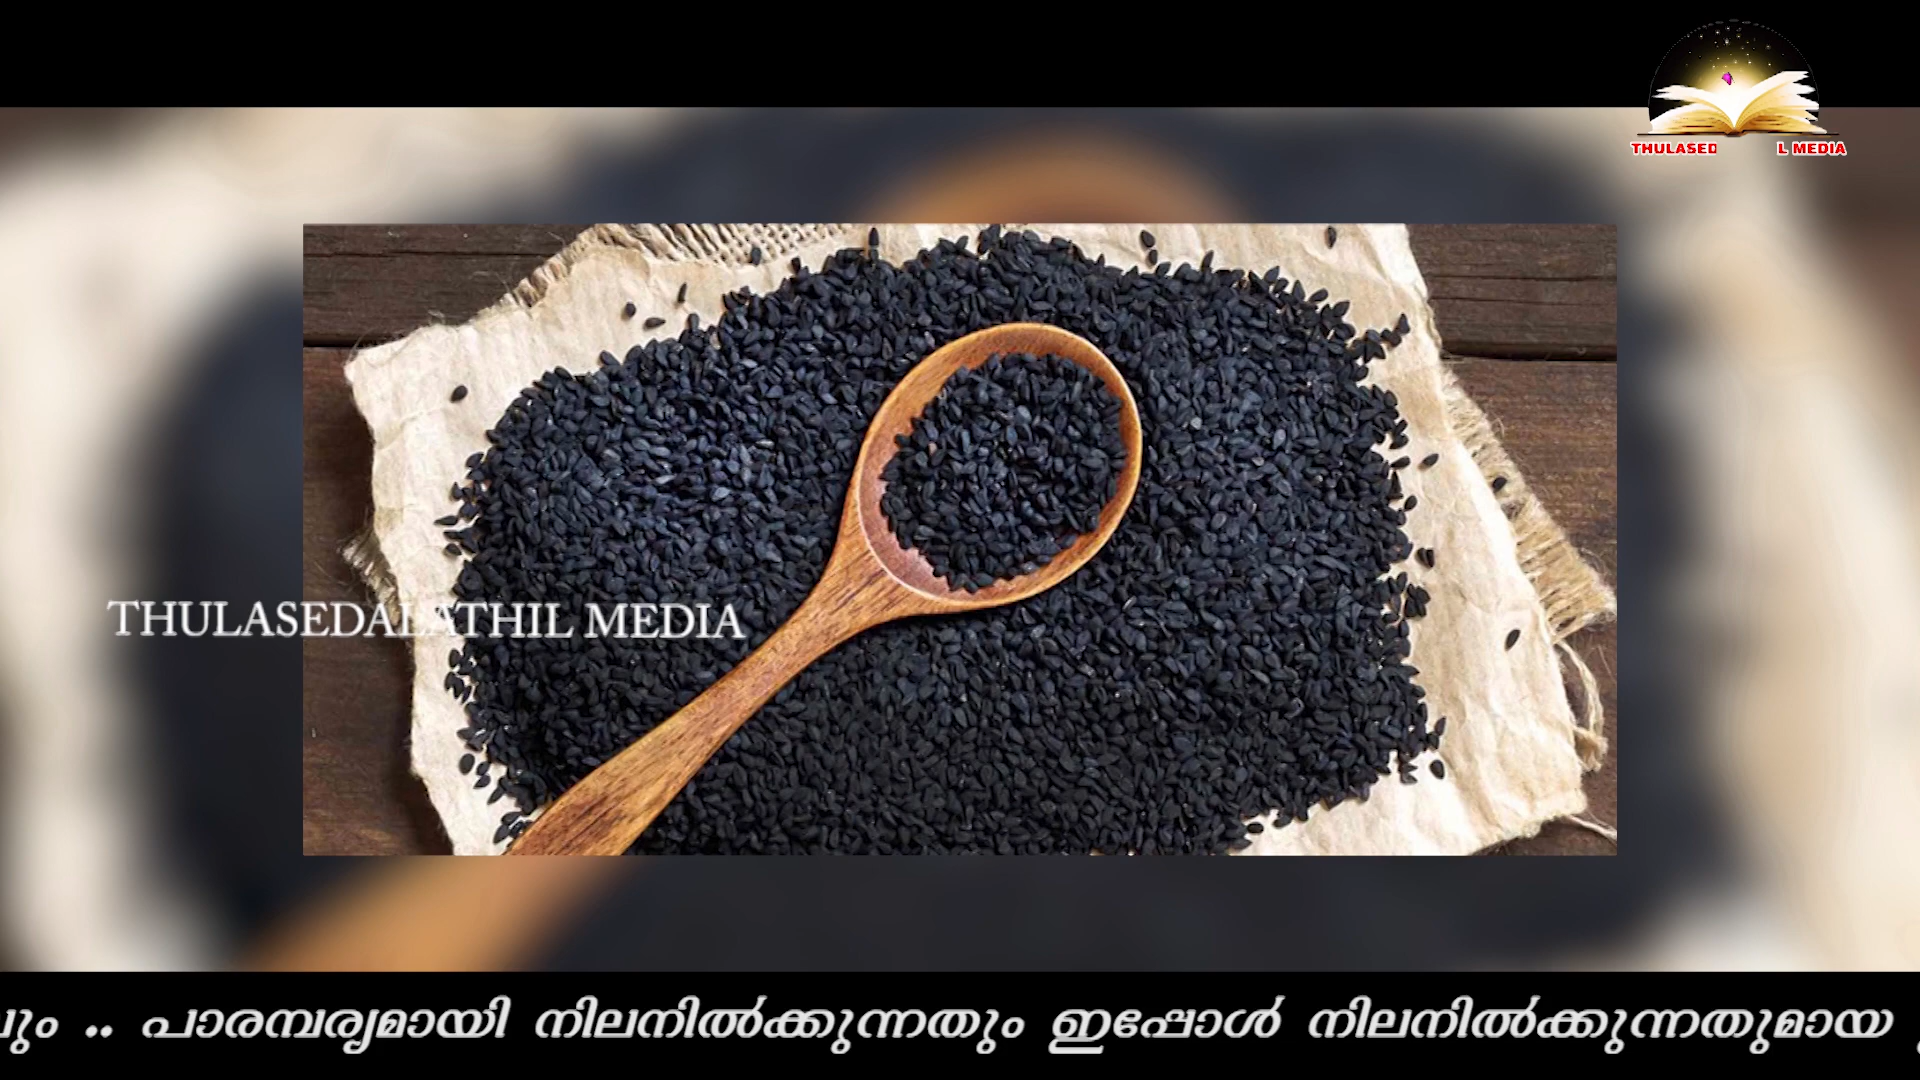 THULASED L MEDIA
THULASEDALATHIL MEDIA
.. പാരമ്പര്യമായി നിലനിൽക്കുന്നതും ഇപ്പോൾ നിലനിൽക്കുന്നതുമായ